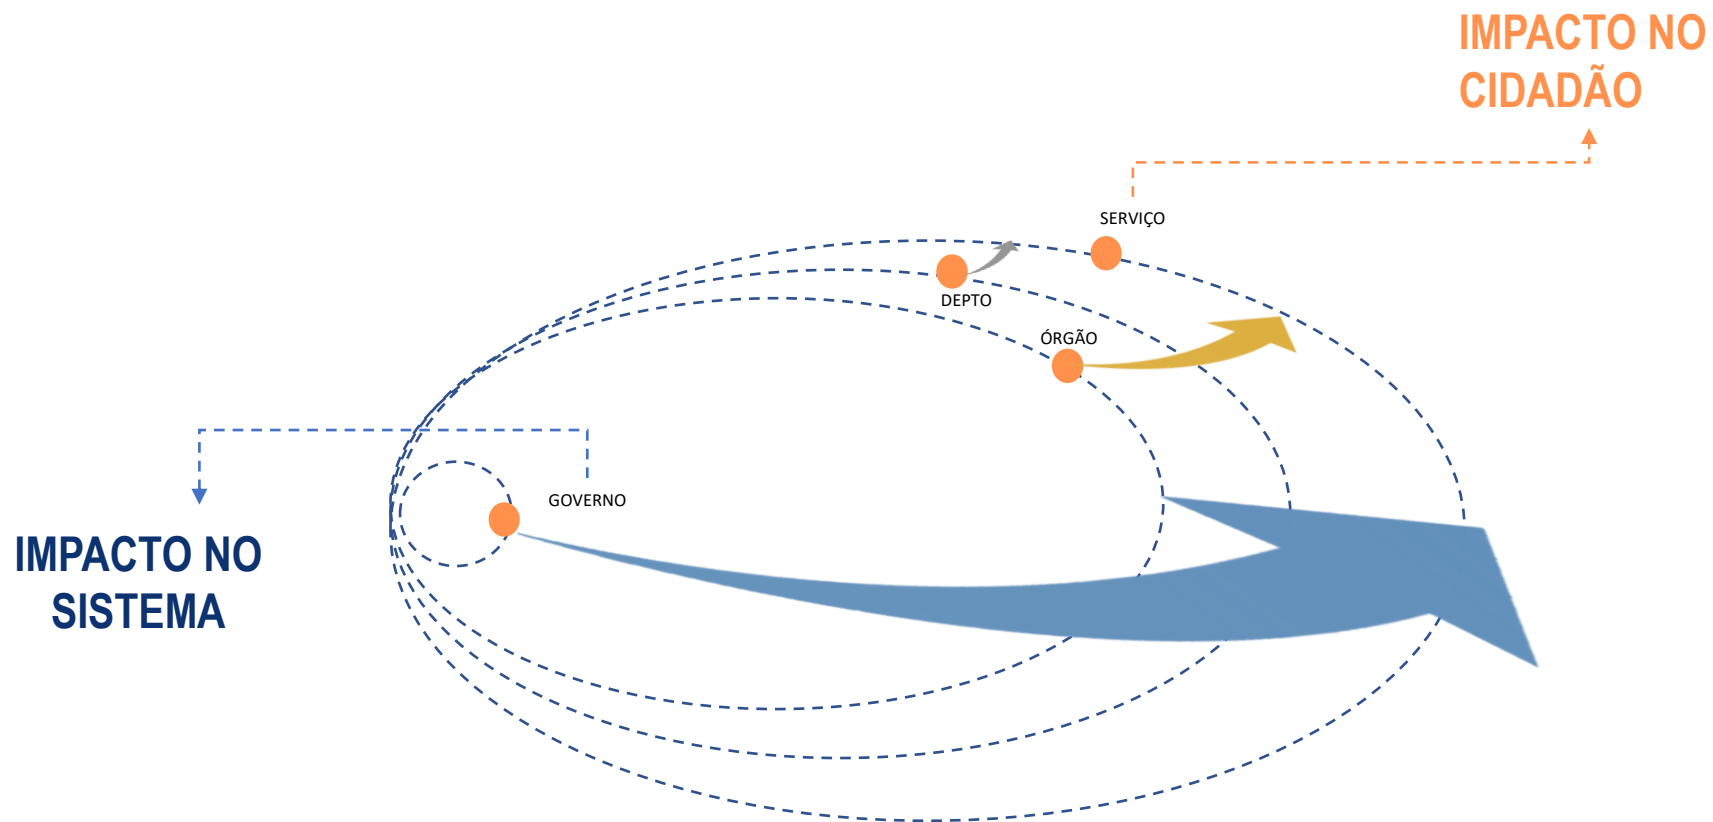 IMPACTO NO
CIDADÃO
SERVIÇO
DEPTO
ÓRGÃO
GOVERNO
IMPACTO NO
SISTEMA